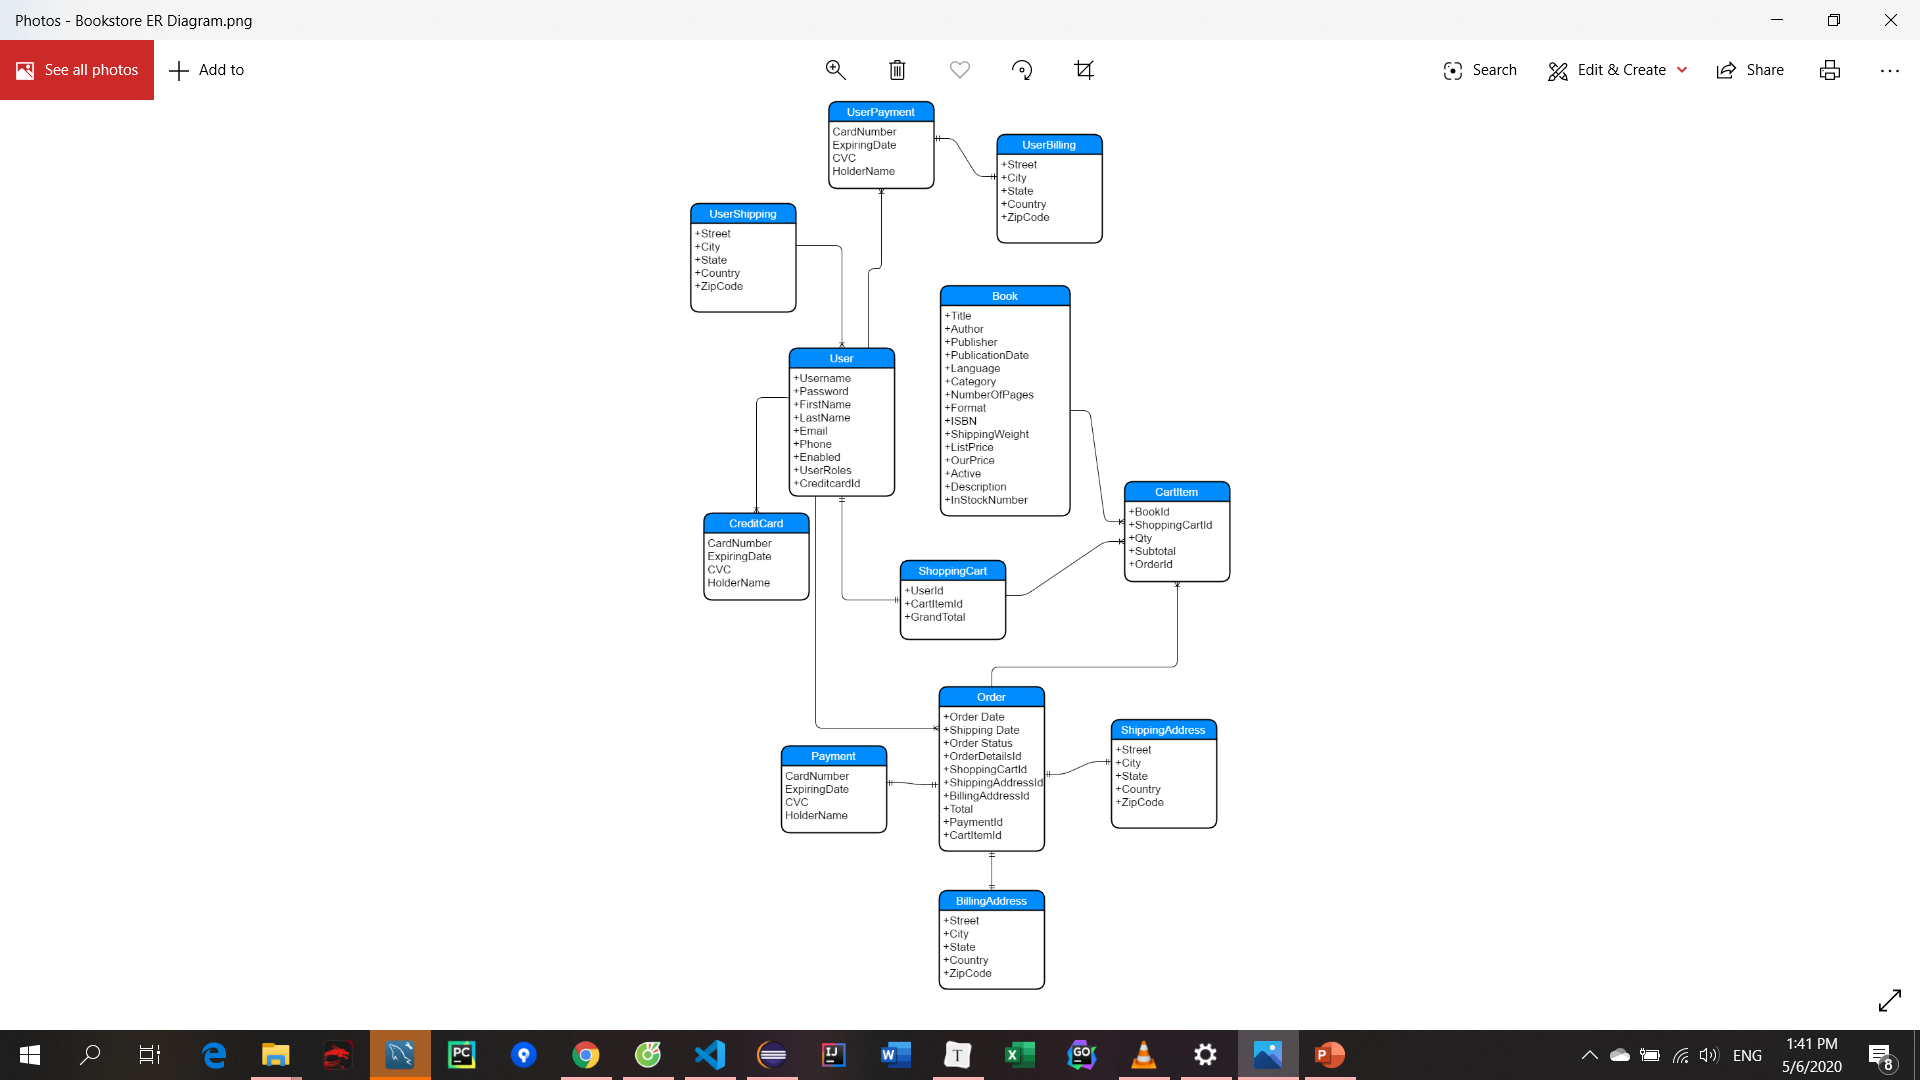 Photos - Bookstore ER Diagram.png
See all photos
Add to
Search
Edit & Create
Share
UserPayment
CardNumber
ExpiringDate
CVC
HolderName
UserBilling
+Street
+City
+State
+Country
+ZipCode
UserShipping
+Street
+City
+State
+Country
+ZipCode
Book
+Title
+Author
+Publisher
+PublicationDate
+Language
+Category
+NumberOfPages
+Format
+ISBN
+ShippingWeight
+ListPrice
+OurPrice
+Active
+Description
+InStockNumber
User
+Username
+Password
+FirstName
+LastName
+Email
+Phone
+Enabled
+UserRoles
+CreditcardId
CartItem
+BookId
+ShoppingCartId
+Qty
+Subtotal
+OrderId
CreditCard
CardNumber
ExpiringDate
CVC
HolderName
ShoppingCart
+UserId
+CartItemId
+GrandTotal
Order
+Order Date
+Shipping Date
+Order Status
+OrderDetailsId
+ShoppingCartId
+ShippingAddressId
+BillingAddressId
+Total
+PaymentId
+CartItemId
ShippingAddress
+Street
+City
+State
+Country
+ZipCode
Payment
CardNumber
ExpiringDate
CVC
HolderName
BillingAddress
+Street
+City
+State
+Country
+ZipCode
PC
IJ
W
T
X
GO
P
ENG
1:41 PM
5/6/2020
8